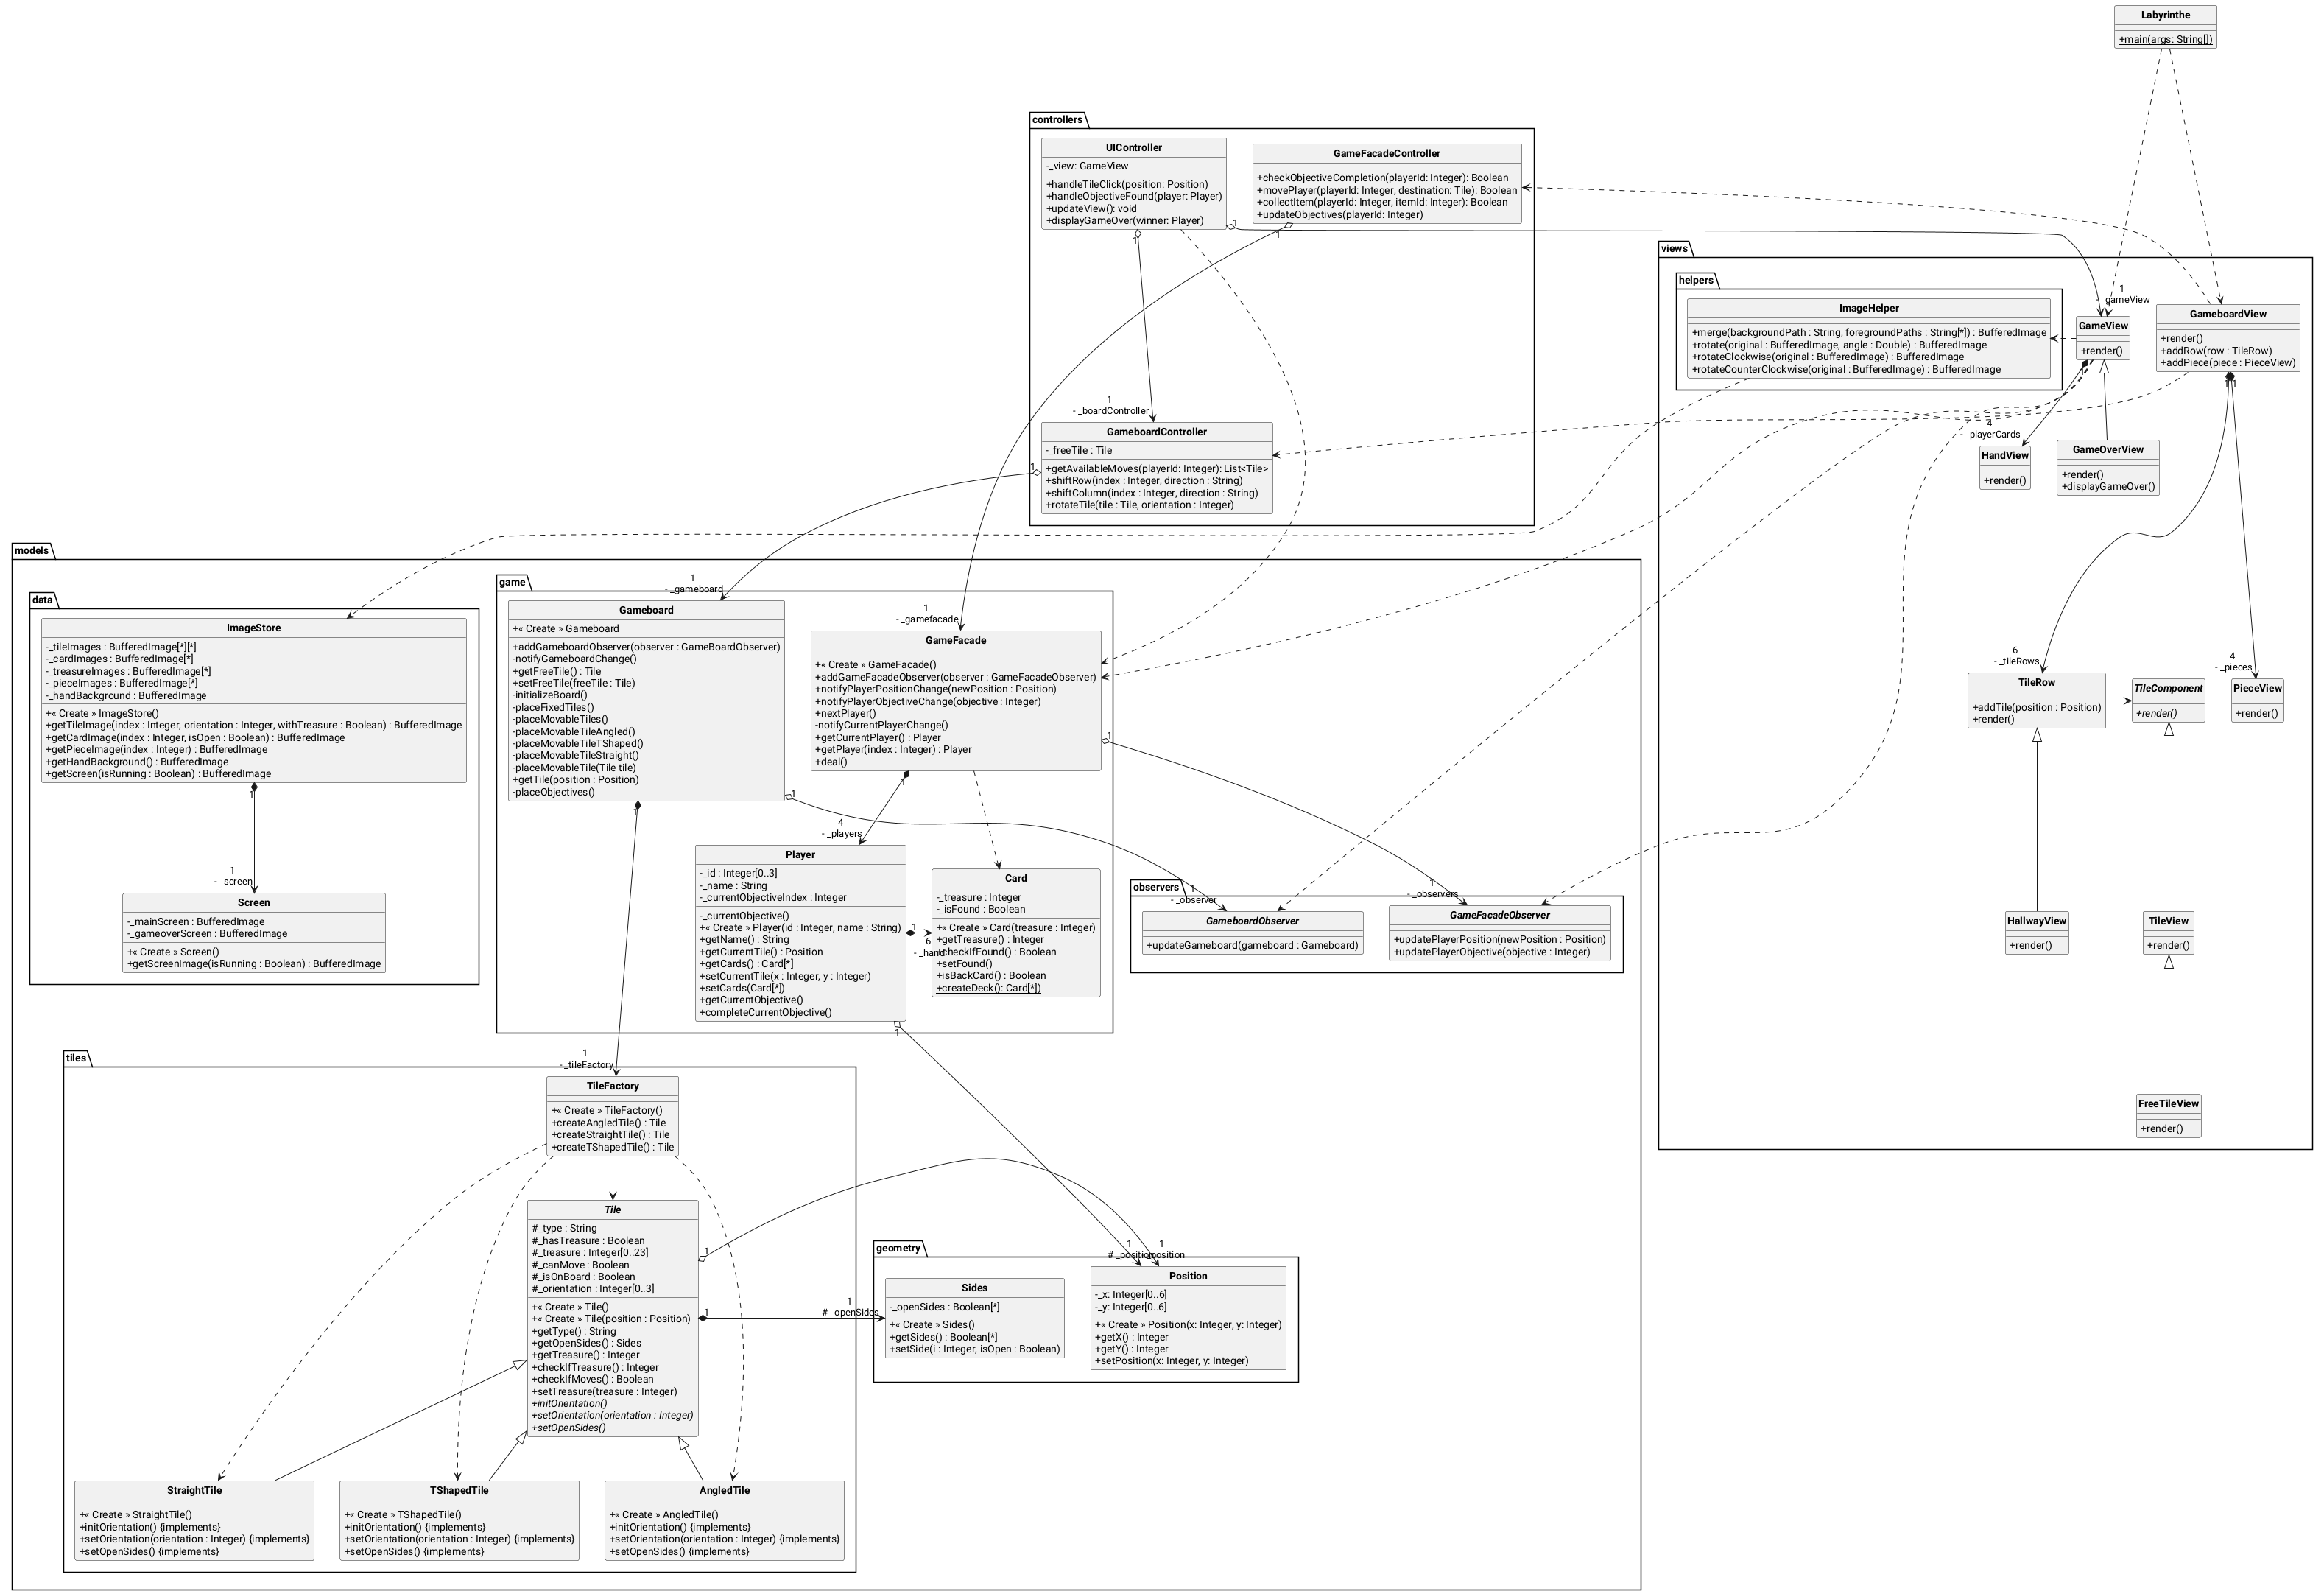 Labyrinthe
+main(args: String[])
controllers
UIController
-_view: GameView
+handleTileClick(position: Position)
+handleObjectiveFound(player: Player)
+updateView(): void
+displayGameOver(winner: Player)
GameFacadeController
+checkObjectiveCompletion(playerId: Integer): Boolean
+movePlayer(playerId: Integer, destination: Tile): Boolean
+collectItem(playerId: Integer, itemId: Integer): Boolean
+updateObjectives(playerId: Integer)
1
1
1
1
- _boardController
GameboardController
-_freeTile : Tile
+getAvailableMoves(playerId: Integer): List<Tile>
+shiftRow(index : Integer, direction : String)
+shiftColumn(index : Integer, direction : String)
+rotateTile(tile : Tile, orientation : Integer)
1
views
helpers
ImageHelper
+merge(backgroundPath : String, foregroundPaths : String[*]) : BufferedImage
+rotate(original : BufferedImage, angle : Double) : BufferedImage
+rotateClockwise(original : BufferedImage) : BufferedImage
+rotateCounterClockwise(original : BufferedImage) : BufferedImage
1
- _gameView
GameView
+render()
1
GameboardView
+render()
+addRow(row : TileRow)
+addPiece(piece : PieceView)
1
1
4
- _playerCards
HandView
+render()
GameOverView
+render()
+displayGameOver()
6
- _tileRows
TileRow
+addTile(position : Position)
+render()
TileComponent
+render()
4
- _pieces
PieceView
+render()
HallwayView
+render()
TileView
+render()
FreeTileView
+render()
models
data
ImageStore
-_tileImages : BufferedImage[*][*]
-_cardImages : BufferedImage[*]
-_treasureImages : BufferedImage[*]
-_pieceImages : BufferedImage[*]
-_handBackground : BufferedImage
+« Create » ImageStore()
+getTileImage(index : Integer, orientation : Integer, withTreasure : Boolean) : BufferedImage
+getCardImage(index : Integer, isOpen : Boolean) : BufferedImage
+getPieceImage(index : Integer) : BufferedImage
+getHandBackground() : BufferedImage
+getScreen(isRunning : Boolean) : BufferedImage
1
1
- _screen
Screen
-_mainScreen : BufferedImage
-_gameoverScreen : BufferedImage
+« Create » Screen()
+getScreenImage(isRunning : Boolean) : BufferedImage
game
1
- _gameboard
Gameboard
+« Create » Gameboard
+addGameboardObserver(observer : GameBoardObserver)
-notifyGameboardChange()
+getFreeTile() : Tile
+setFreeTile(freeTile : Tile)
-initializeBoard()
-placeFixedTiles()
-placeMovableTiles()
-placeMovableTileAngled()
-placeMovableTileTShaped()
-placeMovableTileStraight()
-placeMovableTile(Tile tile)
+getTile(position : Position)
-placeObjectives()
1
1
1
- _gamefacade
GameFacade
+« Create » GameFacade()
+addGameFacadeObserver(observer : GameFacadeObserver)
+notifyPlayerPositionChange(newPosition : Position)
+notifyPlayerObjectiveChange(objective : Integer)
+nextPlayer()
-notifyCurrentPlayerChange()
+getCurrentPlayer() : Player
+getPlayer(index : Integer) : Player
+deal()
1
1
4
- _players
Player
-_id : Integer[0..3]
-_name : String
-_currentObjectiveIndex : Integer
-_currentObjective()
+« Create » Player(id : Integer, name : String)
+getName() : String
+getCurrentTile() : Position
+getCards() : Card[*]
+setCurrentTile(x : Integer, y : Integer)
+setCards(Card[*])
+getCurrentObjective()
+completeCurrentObjective()
1
1
6
- _hand
Card
-_treasure : Integer
-_isFound : Boolean
+« Create » Card(treasure : Integer)
+getTreasure() : Integer
+checkIfFound() : Boolean
+setFound()
+isBackCard() : Boolean
+createDeck(): Card[*])
observers
1
- _observer
GameboardObserver
+updateGameboard(gameboard : Gameboard)
1
- _observers
GameFacadeObserver
+updatePlayerPosition(newPosition : Position)
+updatePlayerObjective(objective : Integer)
tiles
1
- _tileFactory
TileFactory
+« Create » TileFactory()
+createAngledTile() : Tile
+createStraightTile() : Tile
+createTShapedTile() : Tile
Tile
#_type : String
#_hasTreasure : Boolean
#_treasure : Integer[0..23]
#_canMove : Boolean
#_isOnBoard : Boolean
#_orientation : Integer[0..3]
+« Create » Tile()
+« Create » Tile(position : Position)
+getType() : String
+getOpenSides() : Sides
+getTreasure() : Integer
+checkIfTreasure() : Integer
+checkIfMoves() : Boolean
+setTreasure(treasure : Integer)
+initOrientation()
+setOrientation(orientation : Integer)
+setOpenSides()
1
1
StraightTile
+« Create » StraightTile()
+initOrientation() {implements}
+setOrientation(orientation : Integer) {implements}
+setOpenSides() {implements}
TShapedTile
+« Create » TShapedTile()
+initOrientation() {implements}
+setOrientation(orientation : Integer) {implements}
+setOpenSides() {implements}
AngledTile
+« Create » AngledTile()
+initOrientation() {implements}
+setOrientation(orientation : Integer) {implements}
+setOpenSides() {implements}
geometry
1
# _openSides
Sides
-_openSides : Boolean[*]
+« Create » Sides()
+getSides() : Boolean[*]
+setSide(i : Integer, isOpen : Boolean)
1
# _position
1
_position
Position
-_x: Integer[0..6]
-_y: Integer[0..6]
+« Create » Position(x: Integer, y: Integer)
+getX() : Integer
+getY() : Integer
+setPosition(x: Integer, y: Integer)